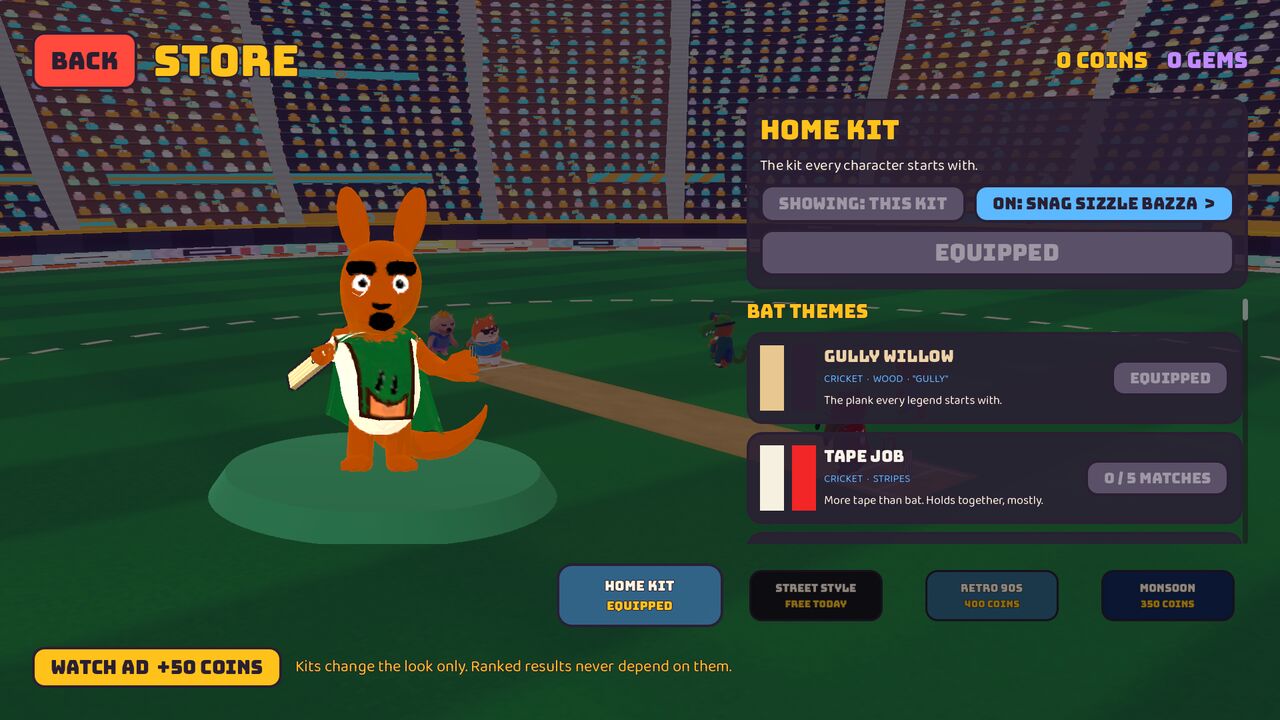 BACK
STORE
0 COINS 0 GEMS
HOME KIT
The kit every character starts with.
SHOWING: THIS KIT
ON: SNAG SIZZLE BAZZA >
EQUIPPED
BAT THEMES
GULLY WILLOW
CRICKET · WOOD · "GULLY"
The plank every legend starts with.
EQUIPPED
TAPE JOB
CRICKET · STRIPES
More tape than bat. Holds together, mostly.
0 / 5 MATCHES
HOME KIT
EQUIPPED
STREET STYLE
FREE TODAY
RETRO 90S
400 COINS
MONSOON
350 COINS
WATCH AD +50 COINS
Kits change the look only. Ranked results never depend on them.